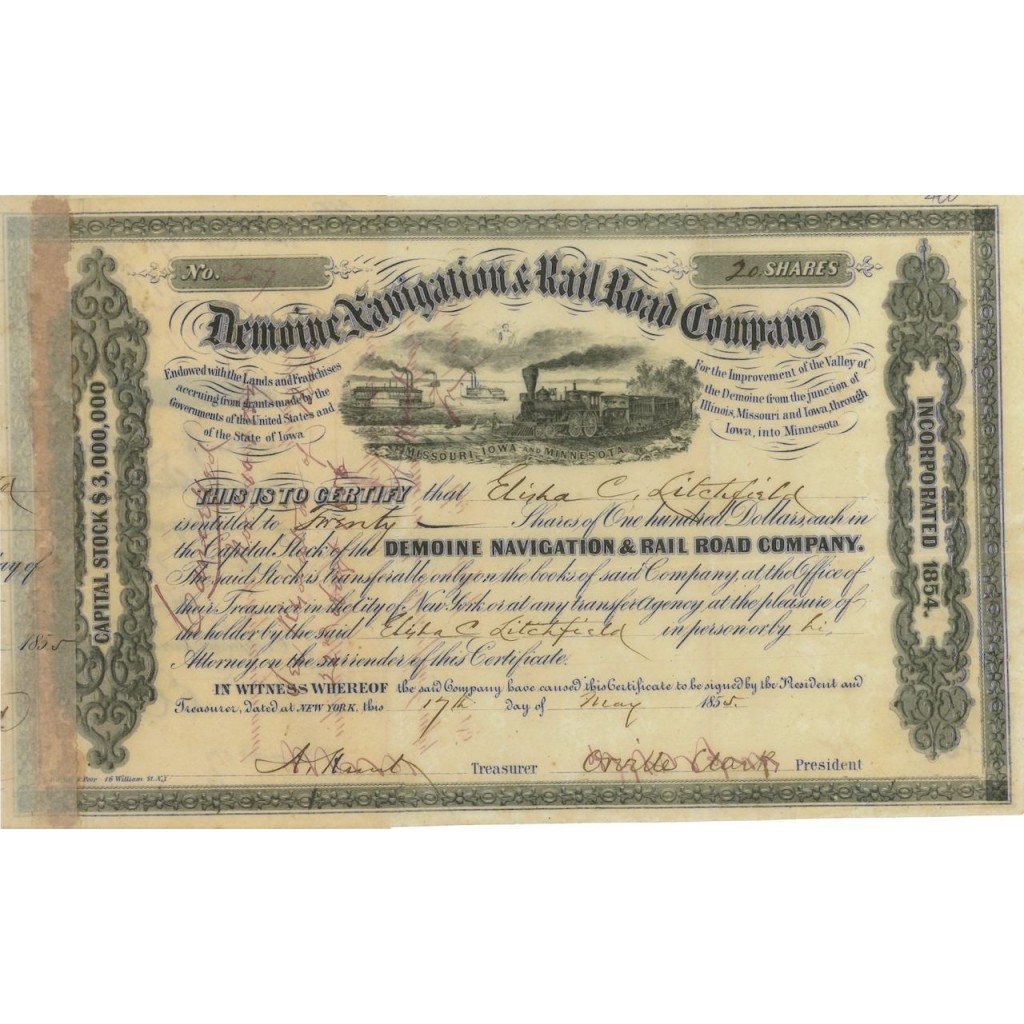 40
No. 257
20. SHARES
Demoine Navigation & Rail Road Company
Endowed with the Lands and Franchises
accruing from grants made by the
Governments of the United States and
of the State of Iowa
For the Improvement of the Valley of
the Demoine from the junction of
Illinois, Missouri and Iowa, through
Iowa, into Minnesota
MISSOURI, IOWA AND MINNESOTA
CAPITAL STOCK $ 3,000,000
INCORPORATED 1854.
THIS IS TO CERTIFY that Elisha C. Litchfield
is entitled to Twenty Shares of One hundred Dollars each in
the Capital Stock of the DEMOINE NAVIGATION & RAIL ROAD COMPANY.
The said Stock is transferable only on the books of said Company, at the Office of
their Treasurer in the City of New York or at any transfer Agency at the pleasure of
the holder by the said Elisha C. Litchfield in person or by his
Attorney, on the surrender of this Certificate.
IN WITNESS WHEREOF the said Company have caused this Certificate to be signed by the President and
Treasurer, dated at NEW YORK, this 17th day of May 1855.
A. Hunt Treasurer Orville Clark President
Peer 16 William St. N.Y
ay of
1855
Cancelled